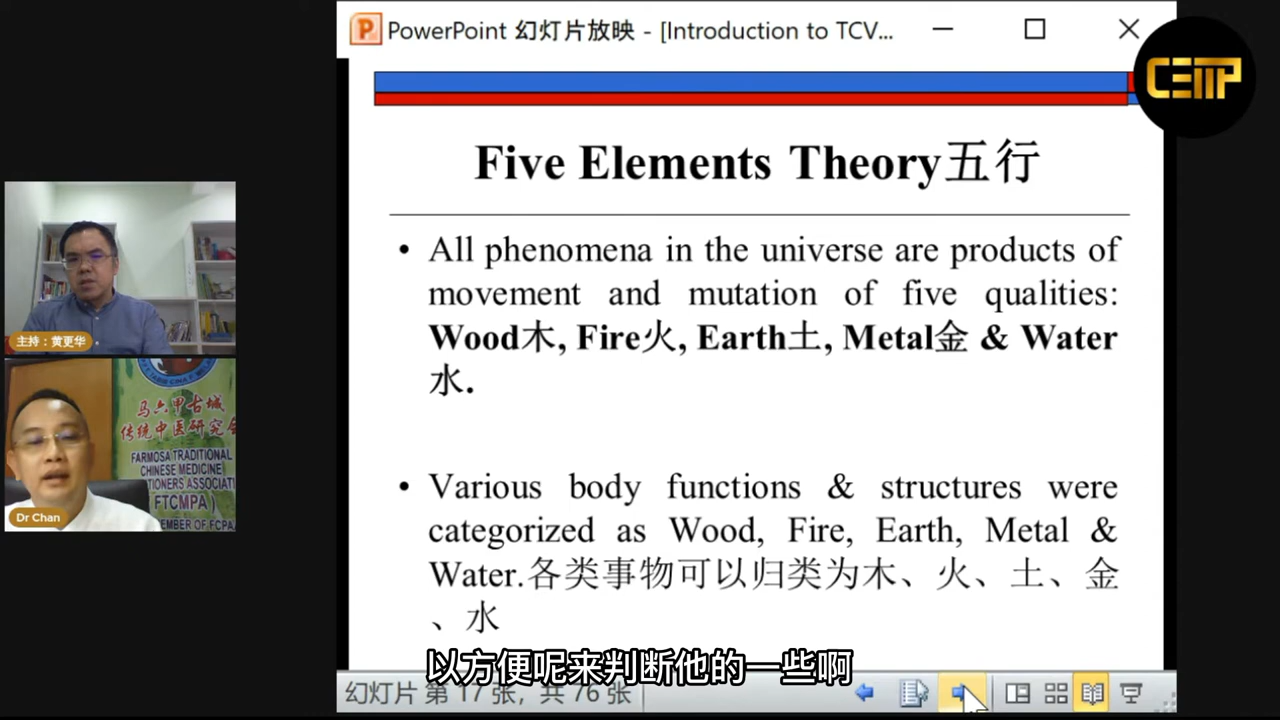 PowerPoint 幻灯片放映 - [Introduction to TCV...
CEMP
Five Elements Theory五行
• All phenomena in the universe are products of
movement and mutation of five qualities:
Wood木, Fire火, Earth土, Metal金 & Water
水.
• Various body functions & structures were
categorized as Wood, Fire, Earth, Metal &
Water.各类事物可以归类为木、火、土、金
、水
以方便呢来判断他的一些啊
幻灯片 第 17 张，共 76 张
主持：黄更华
马六甲古城
传统中医研究会
FARMOSA TRADITIONAL
CHINESE MEDICINE
TIONERS ASSOCIATI
(FTCMPA)
EMBER OF FCPA
Dr Chan